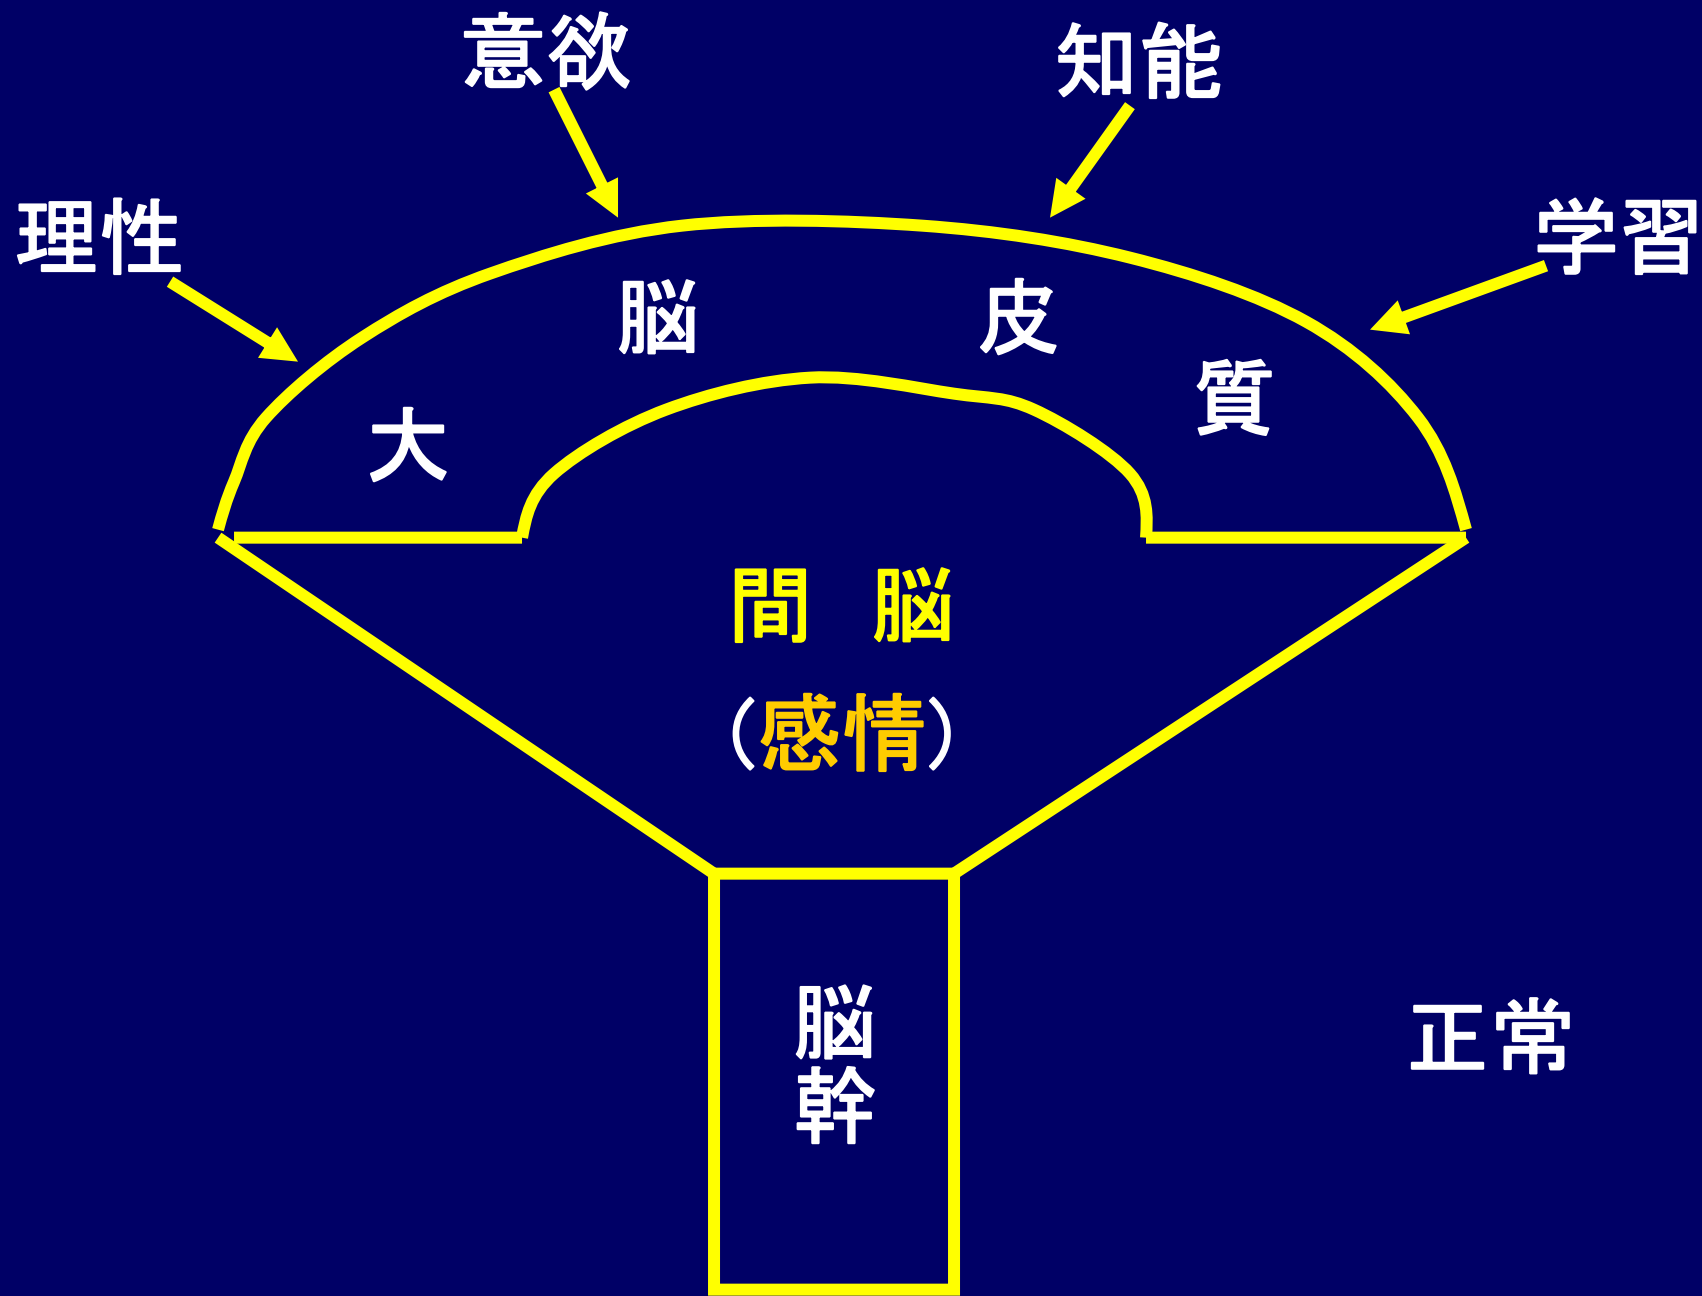 意欲
知能
理性
学習
大脳皮質
間脳
(感情)
脳
幹
正常